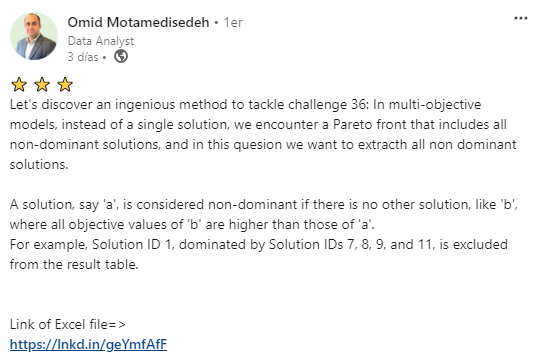 Omid Motamedisedeh • 1er
Data Analyst
3 días •
Let's discover an ingenious method to tackle challenge 36: In multi-objective
models, instead of a single solution, we encounter a Pareto front that includes all
non-dominant solutions, and in this quesion we want to extracth all non dominant
solutions.
A solution, say 'a', is considered non-dominant if there is no other solution, like 'b',
where all objective values of 'b' are higher than those of 'a'.
For example, Solution ID 1, dominated by Solution IDs 7, 8, 9, and 11, is excluded
from the result table.
Link of Excel file=>
https://lnkd.in/geYmfAfF